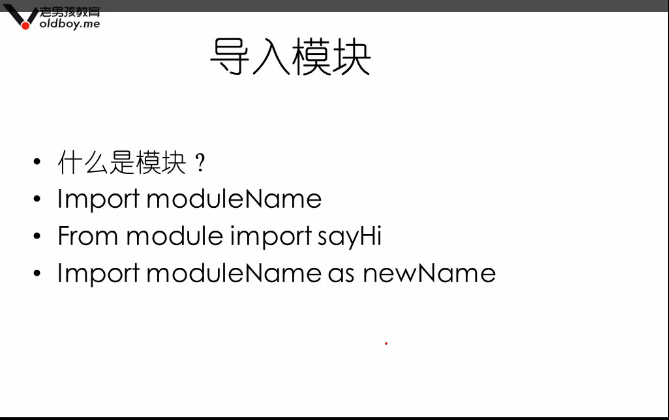 老男孩教育
oldboy.me
导入模块
• 什么是模块？
• Import moduleName
• From module import sayHi
• Import moduleName as newName